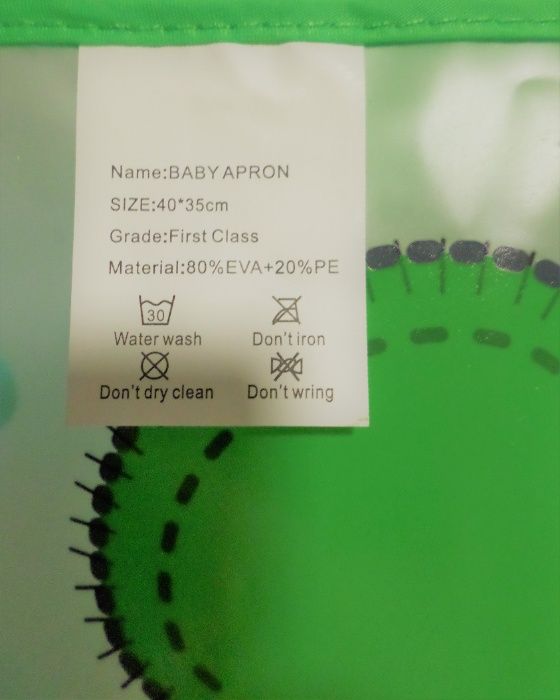 Name:BABY APRON
SIZE:40*35cm
Grade:First Class
Material:80%EVA+20%PE
30
Water wash Don't iron
Don't dry clean Don't wring